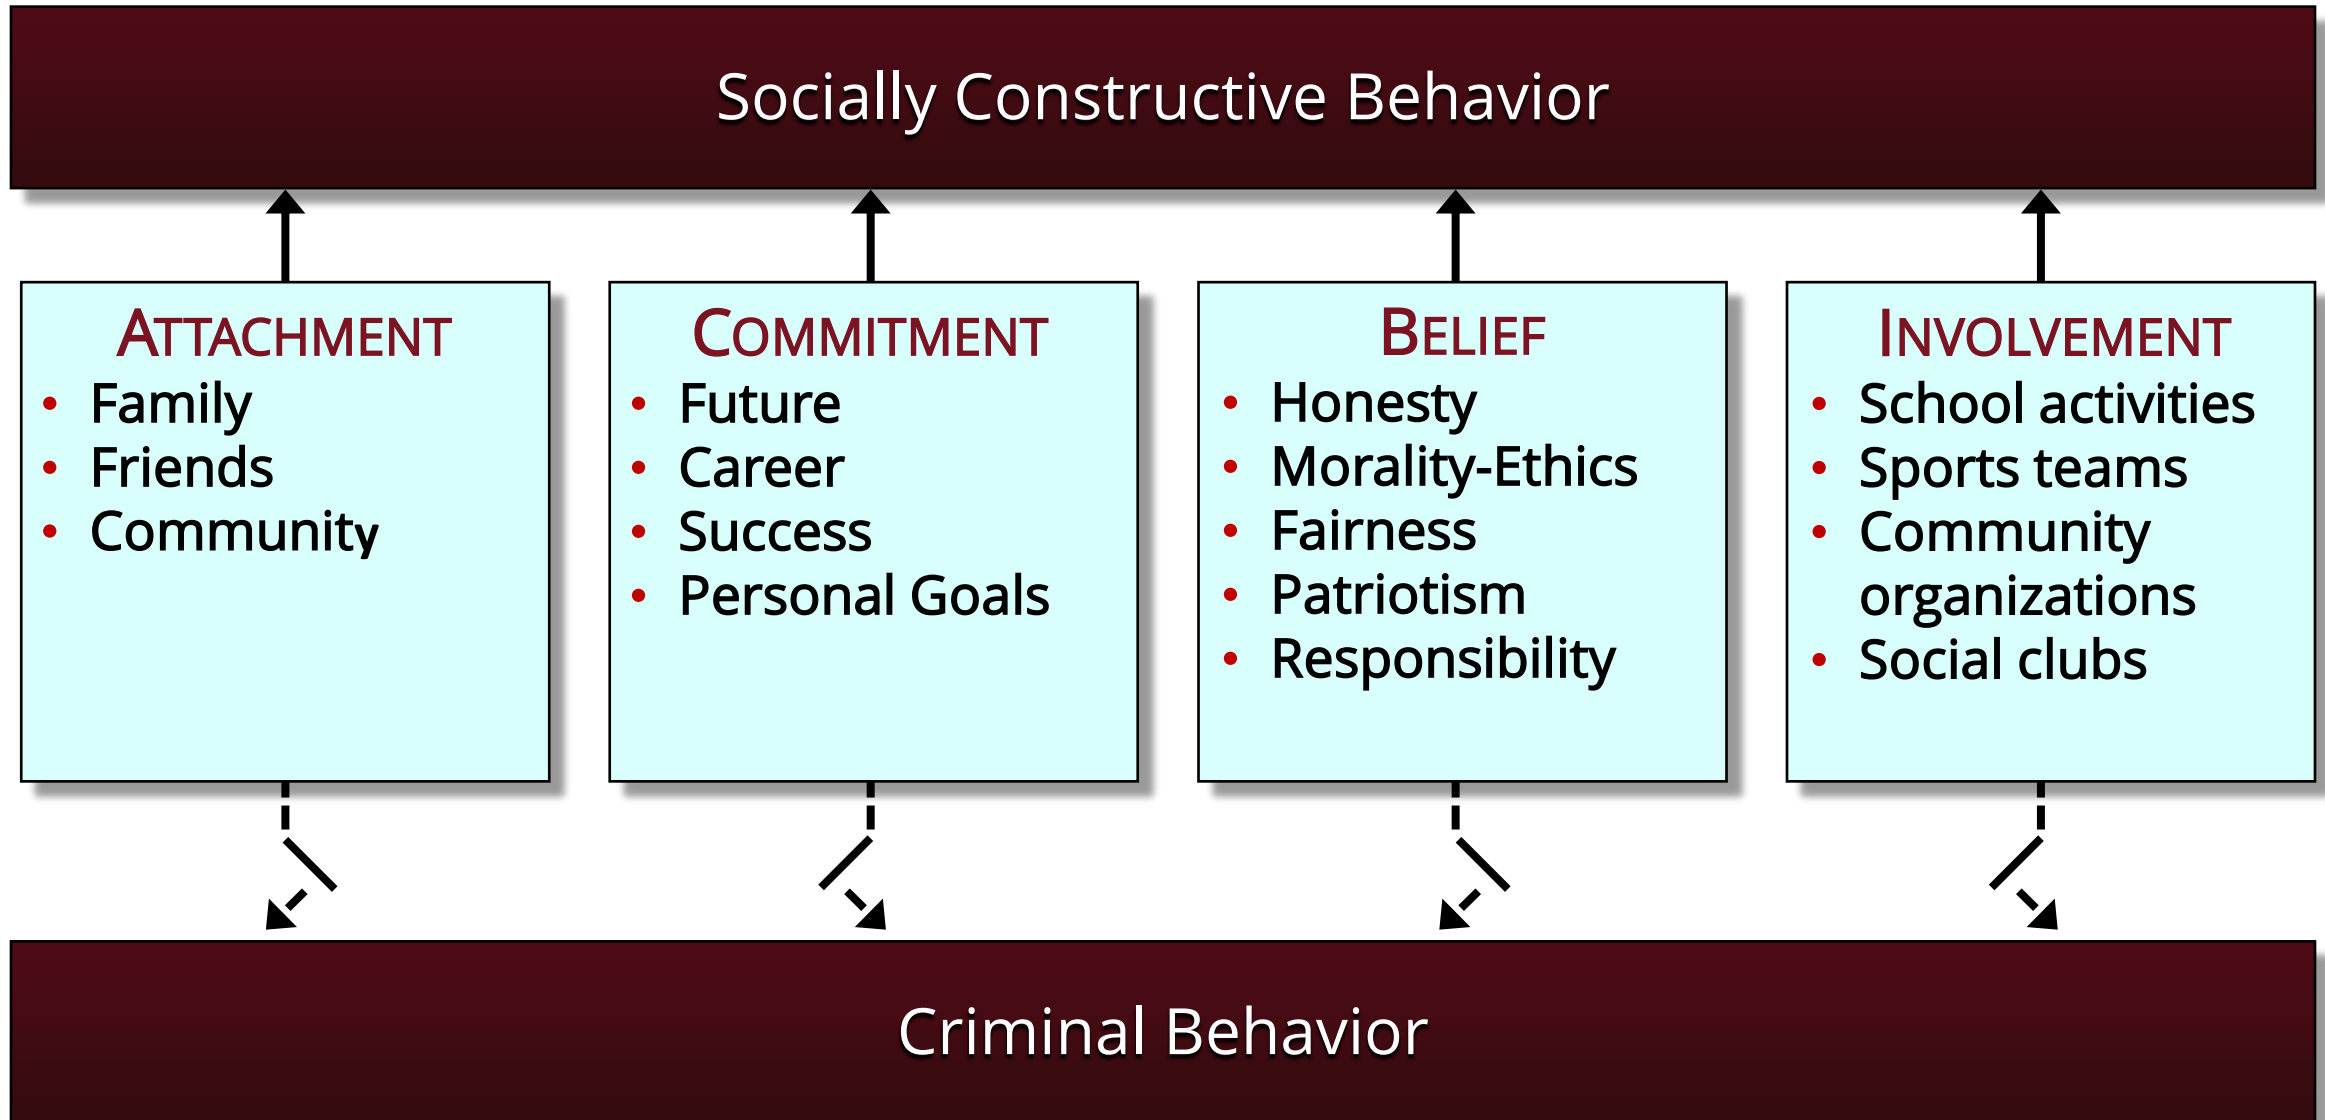 Socially Constructive Behavior
ATTACHMENT
• Family
• Friends
• Community
COMMITMENT
• Future
• Career
• Success
• Personal Goals
BELIEF
• Honesty
• Morality-Ethics
• Fairness
• Patriotism
• Responsibility
INVOLVEMENT
• School activities
• Sports teams
• Community
organizations
• Social clubs
Criminal Behavior